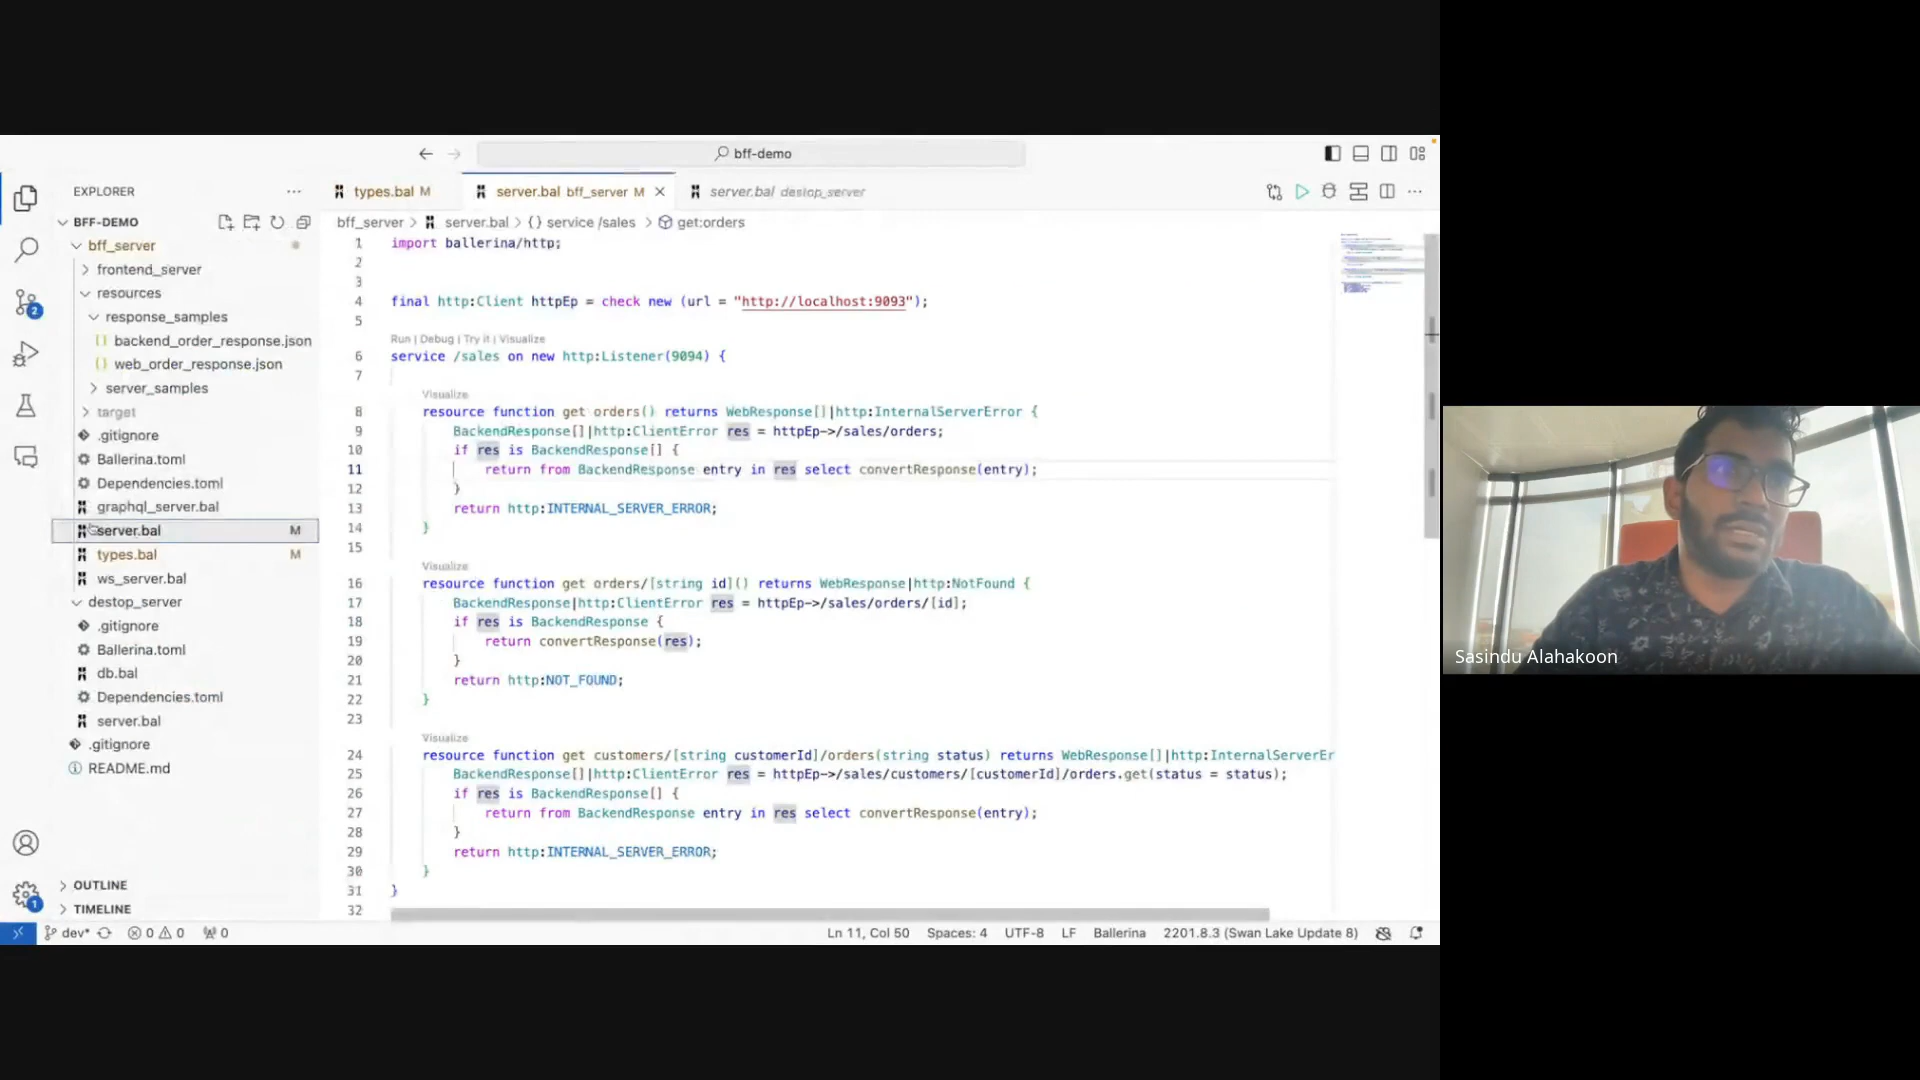 bff-demo
EXPLORER
types.bal M
server.bal bff_server M
server.bal destop_server
BFF-DEMO
bff_server > server.bal > {} service /sales > get:orders
bff_server
frontend_server
resources
response_samples
backend_order_response.json
web_order_response.json
server_samples
target
.gitignore
Ballerina.toml
Dependencies.toml
graphql_server.bal
server.bal M
types.bal M
ws_server.bal
destop_server
.gitignore
Ballerina.toml
db.bal
Dependencies.toml
server.bal
.gitignore
README.md
OUTLINE
TIMELINE
1 import ballerina/http;
2
3
4 final http:Client httpEp = check new (url = "http://localhost:9093");
5
Run | Debug | Try it | Visualize
6 service /sales on new http:Listener(9094) {
7
Visualize
8 resource function get orders() returns WebResponse[]|http:InternalServerError {
9 BackendResponse[]|http:ClientError res = httpEp->/sales/orders;
10 if res is BackendResponse[] {
11 return from BackendResponse entry in res select convertResponse(entry);
12 }
13 return http:INTERNAL_SERVER_ERROR;
14 }
15
Visualize
16 resource function get orders/[string id]() returns WebResponse|http:NotFound {
17 BackendResponse|http:ClientError res = httpEp->/sales/orders/[id];
18 if res is BackendResponse {
19 return convertResponse(res);
20 }
21 return http:NOT_FOUND;
22 }
23
Visualize
24 resource function get customers/[string customerId]/orders(string status) returns WebResponse[]|http:InternalServerEr
25 BackendResponse[]|http:ClientError res = httpEp->/sales/customers/[customerId]/orders.get(status = status);
26 if res is BackendResponse[] {
27 return from BackendResponse entry in res select convertResponse(entry);
28 }
29 return http:INTERNAL_SERVER_ERROR;
30 }
31 }
32
2
1
dev* 0 0 0
Ln 11, Col 50 Spaces: 4 UTF-8 LF Ballerina 2201.8.3 (Swan Lake Update 8)
Sasindu Alahakoon